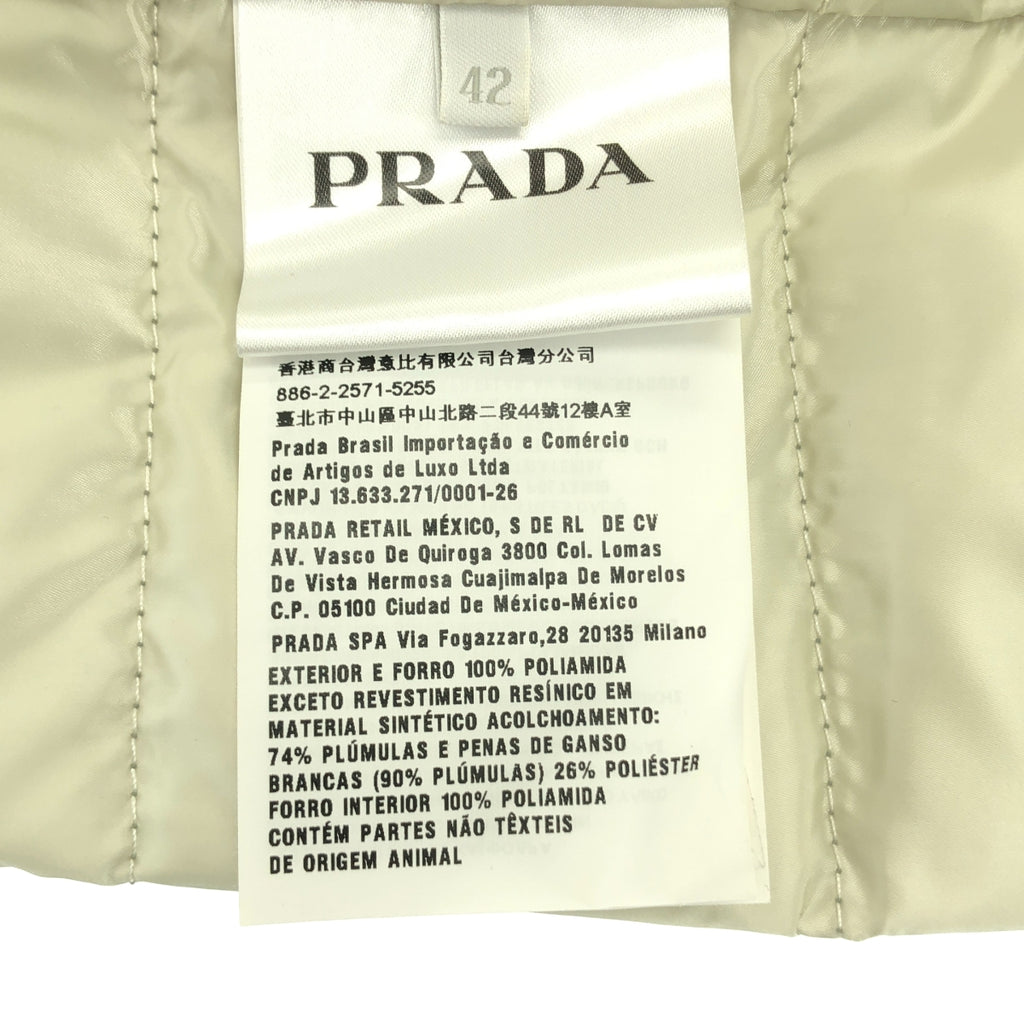 42
PRADA
香港商台灣意比有限公司台灣分公司
886-2-2571-5255
臺北市中山區中山北路二段44號12樓A室
Prada Brasil Importação e Comércio
de Artigos de Luxo Ltda
CNPJ 13.633.271/0001-26
PRADA RETAIL MÉXICO, S DE RL DE CV
AV. Vasco De Quiroga 3800 Col. Lomas
De Vista Hermosa Cuajimalpa De Morelos
C.P. 05100 Ciudad De México-México
PRADA SPA Via Fogazzaro,28 20135 Milano
EXTERIOR E FORRO 100% POLIAMIDA
EXCETO REVESTIMENTO RESÍNICO EM
MATERIAL SINTÉTICO ACOLCHOAMENTO:
74% PLÚMULAS E PENAS DE GANSO
BRANCAS (90% PLÚMULAS) 26% POLIÉSTER
FORRO INTERIOR 100% POLIAMIDA
CONTÉM PARTES NÃO TÊXTEIS
DE ORIGEM ANIMAL